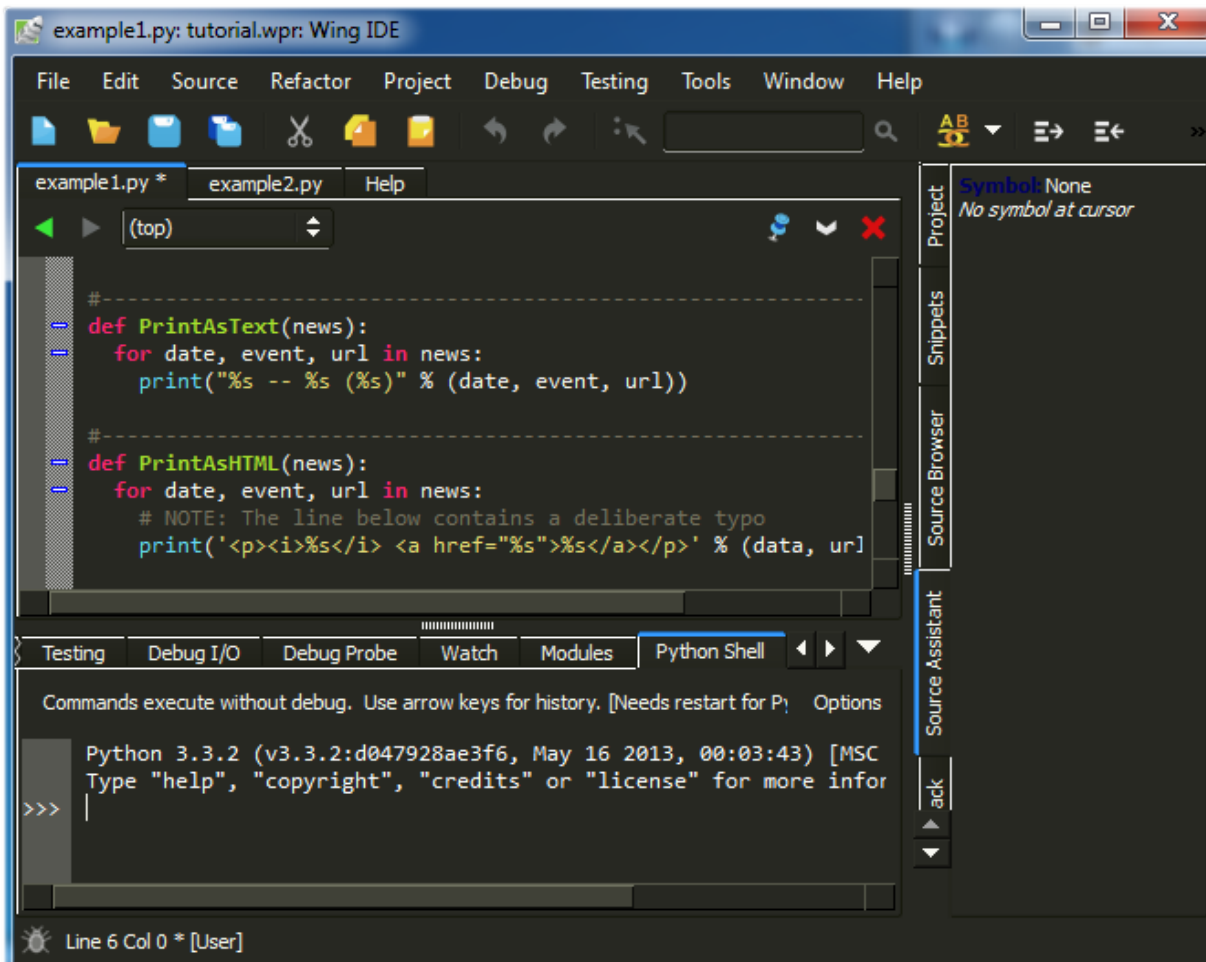 example1.py: tutorial.wpr: Wing IDE
File Edit Source Refactor Project Debug Testing Tools Window Help
AB
example1.py * example2.py Help
(top)
#-------------------------------------------------------------
def PrintAsText(news):
  for date, event, url in news:
    print("%s -- %s (%s)" % (date, event, url))
#-------------------------------------------------------------
def PrintAsHTML(news):
  for date, event, url in news:
    # NOTE: The line below contains a deliberate typo
    print('<p><i>%s</i> <a href="%s">%s</a></p>' % (data, url
Project
Snippets
Source Browser
Source Assistant
ack
Symbol: None
No symbol at cursor
Testing Debug I/O Debug Probe Watch Modules Python Shell
Commands execute without debug. Use arrow keys for history. [Needs restart for Py Options
Python 3.3.2 (v3.3.2:d047928ae3f6, May 16 2013, 00:03:43) [MSC
Type "help", "copyright", "credits" or "license" for more infor
>>>
Line 6 Col 0 * [User]